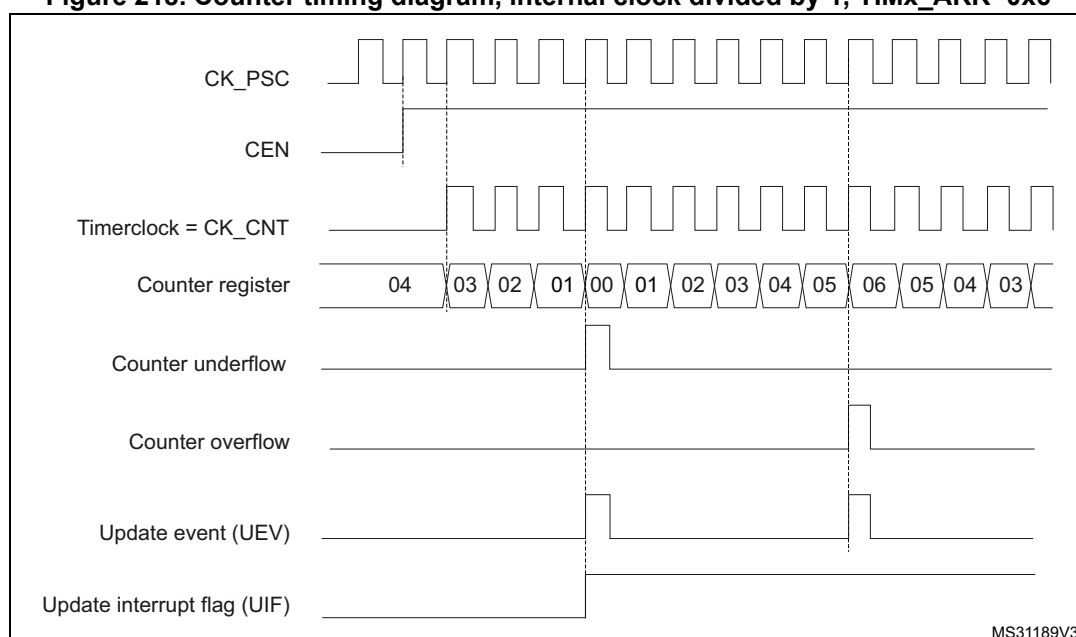 CK_PSC
CEN
Timerclock = CK_CNT
Counter register 04 03 02 01 00 01 02 03 04 05 06 05 04 03
Counter underflow
Counter overflow
Update event (UEV)
Update interrupt flag (UIF)
MS31189V3